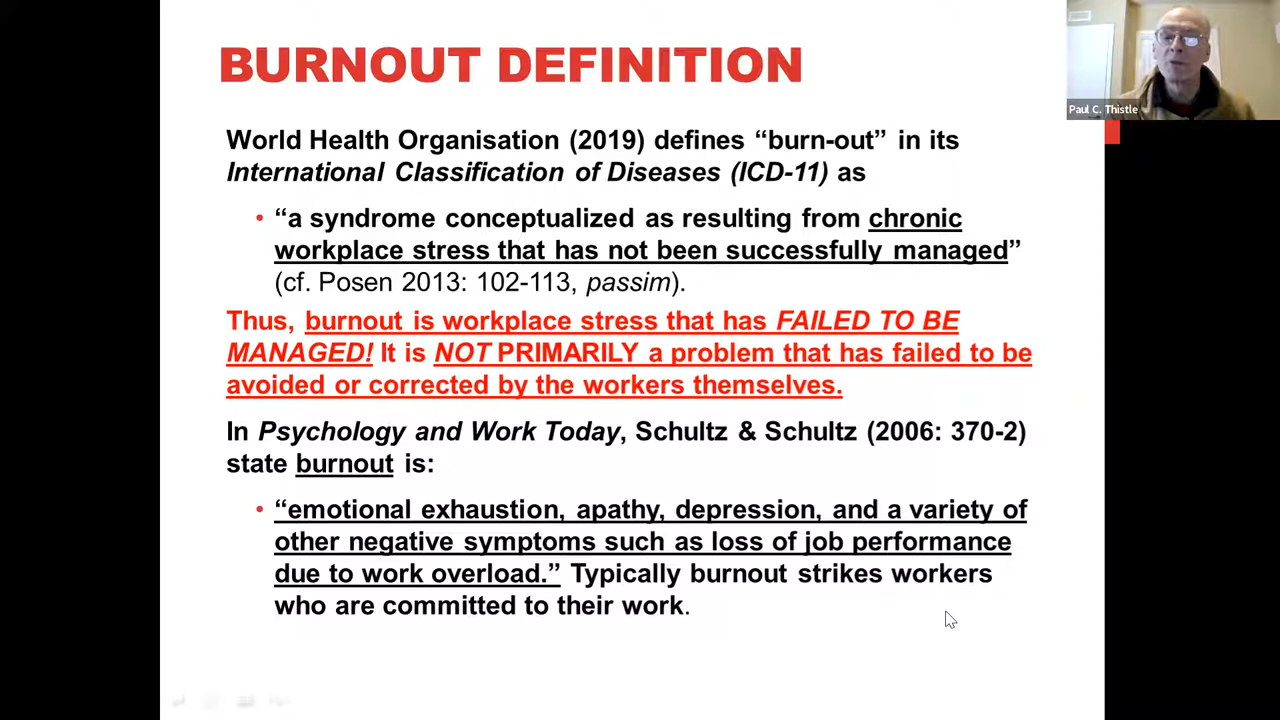 BURNOUT DEFINITION
Paul C. Thistle
World Health Organisation (2019) defines “burn-out” in its
International Classification of Diseases (ICD-11) as
• “a syndrome conceptualized as resulting from chronic
workplace stress that has not been successfully managed”
(cf. Posen 2013: 102-113, passim).
Thus, burnout is workplace stress that has FAILED TO BE
MANAGED! It is NOT PRIMARILY a problem that has failed to be
avoided or corrected by the workers themselves.
In Psychology and Work Today, Schultz & Schultz (2006: 370-2)
state burnout is:
• “emotional exhaustion, apathy, depression, and a variety of
other negative symptoms such as loss of job performance
due to work overload.” Typically burnout strikes workers
who are committed to their work.